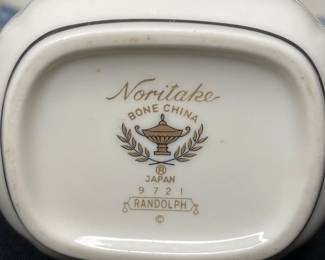 Noritake
BONE CHINA
®
JAPAN
9721
RANDOLPH
©